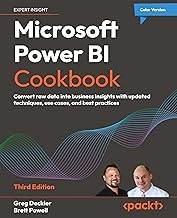 EXPERT INSIGHT
Color Version
Microsoft
Power BI
Cookbook
Convert raw data into business insights with updated
techniques, use cases, and best practices
Third Edition
Greg Deckler
Brett Powell
<packt>